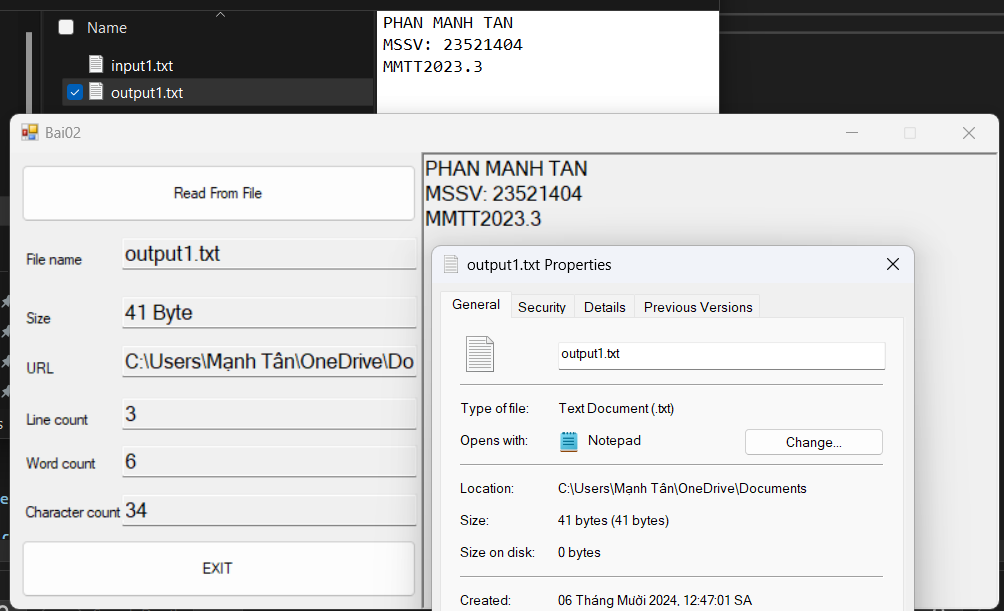 Name
input1.txt
output1.txt
PHAN MANH TAN
MSSV: 23521404
MMTT2023.3
Bai02
Read From File
File name output1.txt
Size 41 Byte
URL C:\Users\Mạnh Tân\OneDrive\Do
Line count 3
Word count 6
Character count 34
EXIT
PHAN MANH TAN
MSSV: 23521404
MMTT2023.3
output1.txt Properties
General Security Details Previous Versions
output1.txt
Type of file: Text Document (.txt)
Opens with: Notepad Change...
Location: C:\Users\Mạnh Tân\OneDrive\Documents
Size: 41 bytes (41 bytes)
Size on disk: 0 bytes
Created: 06 Tháng Mười 2024, 12:47:01 SA